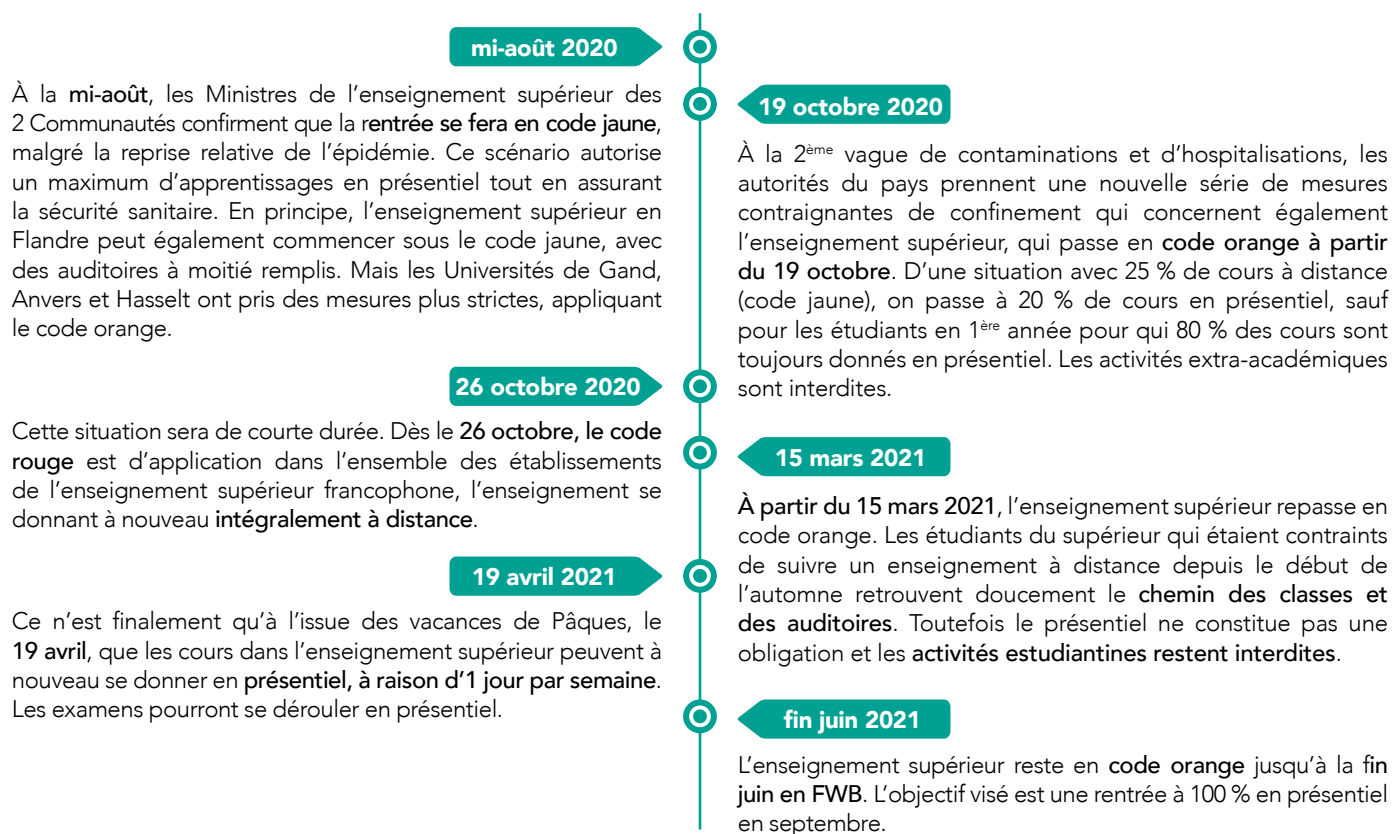 mi-août 2020
À la mi-août, les Ministres de l’enseignement supérieur des
2 Communautés confirment que la rentrée se fera en code jaune,
malgré la reprise relative de l’épidémie. Ce scénario autorise
un maximum d’apprentissages en présentiel tout en assurant
la sécurité sanitaire. En principe, l’enseignement supérieur en
Flandre peut également commencer sous le code jaune, avec
des auditoires à moitié remplis. Mais les Universités de Gand,
Anvers et Hasselt ont pris des mesures plus strictes, appliquant
le code orange.
19 octobre 2020
À la 2ème vague de contaminations et d’hospitalisations, les
autorités du pays prennent une nouvelle série de mesures
contraignantes de confinement qui concernent également
l’enseignement supérieur, qui passe en code orange à partir
du 19 octobre. D’une situation avec 25 % de cours à distance
(code jaune), on passe à 20 % de cours en présentiel, sauf
pour les étudiants en 1ère année pour qui 80 % des cours sont
toujours donnés en présentiel. Les activités extra-académiques
sont interdites.
26 octobre 2020
Cette situation sera de courte durée. Dès le 26 octobre, le code
rouge est d’application dans l’ensemble des établissements
de l’enseignement supérieur francophone, l’enseignement se
donnant à nouveau intégralement à distance.
15 mars 2021
À partir du 15 mars 2021, l’enseignement supérieur repasse en
code orange. Les étudiants du supérieur qui étaient contraints
de suivre un enseignement à distance depuis le début de
l’automne retrouvent doucement le chemin des classes et
des auditoires. Toutefois le présentiel ne constitue pas une
obligation et les activités estudiantines restent interdites.
19 avril 2021
Ce n’est finalement qu’à l’issue des vacances de Pâques, le
19 avril, que les cours dans l’enseignement supérieur peuvent à
nouveau se donner en présentiel, à raison d’1 jour par semaine.
Les examens pourront se dérouler en présentiel.
fin juin 2021
L’enseignement supérieur reste en code orange jusqu’à la fin
juin en FWB. L’objectif visé est une rentrée à 100 % en présentiel
en septembre.